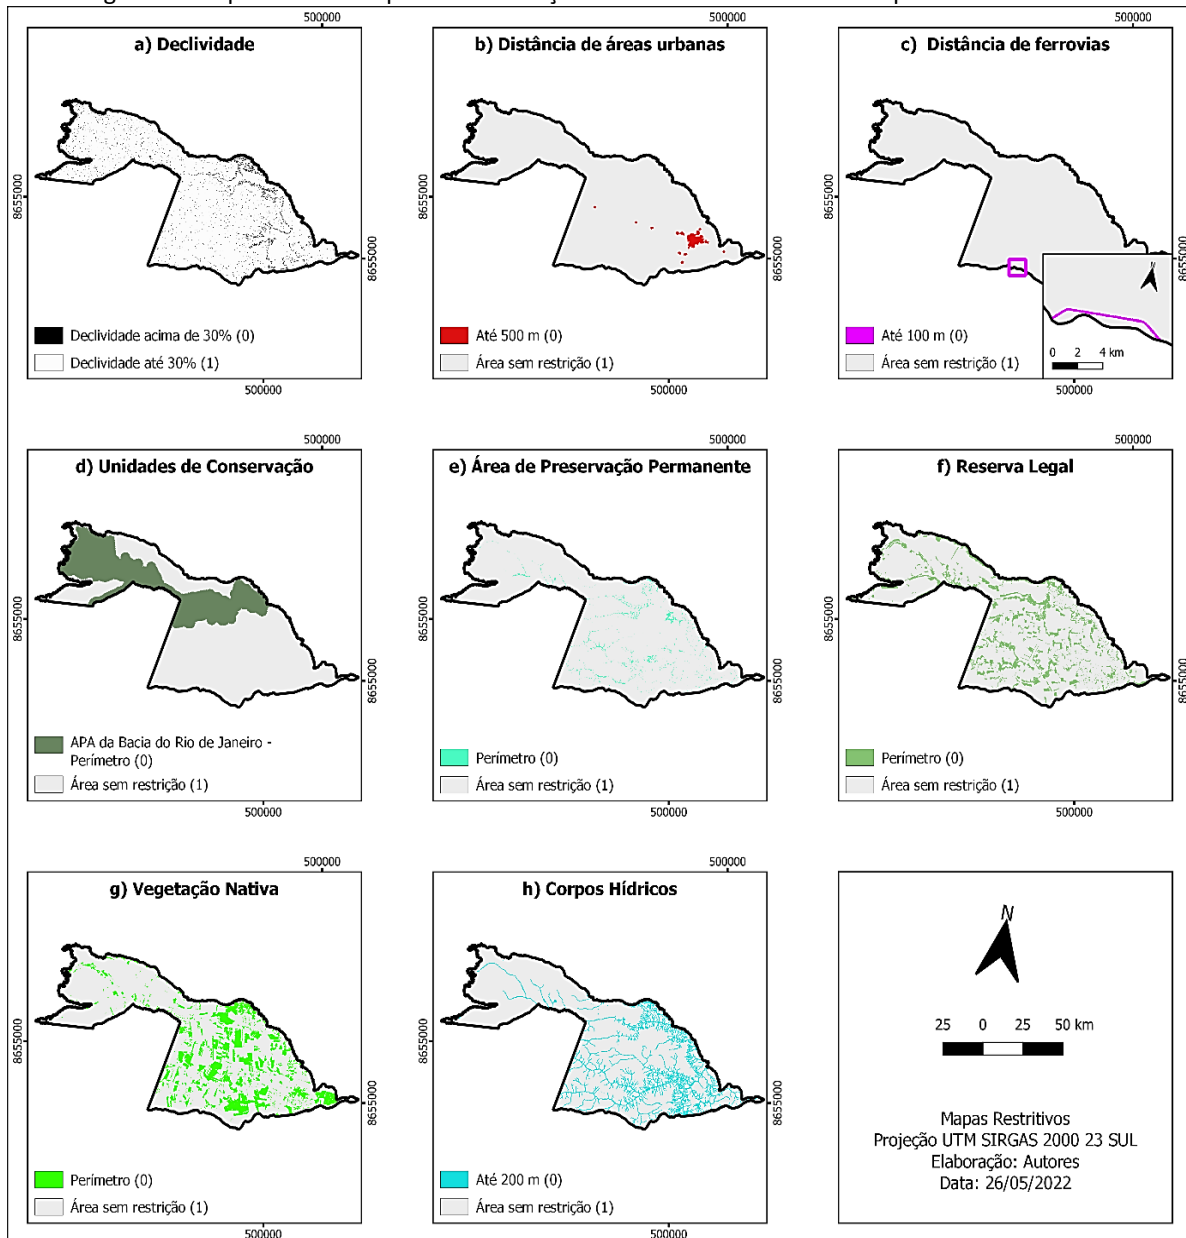 500000
500000
500000
a) Declividade
b) Distância de áreas urbanas
c) Distância de ferrovias
8655000
8655000
8655000
8655000
8655000
8655000
N
Declividade acima de 30% (0)
Até 500 m (0)
Até 100 m (0)
0 2 4 km
Declividade até 30% (1)
Área sem restrição (1)
Área sem restrição (1)
500000
500000
500000
500000
500000
500000
d) Unidades de Conservação
e) Área de Preservação Permanente
f) Reserva Legal
8655000
8655000
8655000
8655000
8655000
8655000
APA da Bacia do Rio de Janeiro -
Perímetro (0)
Perímetro (0)
Perímetro (0)
Área sem restrição (1)
Área sem restrição (1)
Área sem restrição (1)
500000
500000
500000
500000
500000
g) Vegetação Nativa
h) Corpos Hídricos
N
8655000
8655000
8655000
8655000
25 0 25 50 km
Mapas Restritivos
Projeção UTM SIRGAS 2000 23 SUL
Elaboração: Autores
Data: 26/05/2022
Perímetro (0)
Até 200 m (0)
Área sem restrição (1)
Área sem restrição (1)
500000
500000